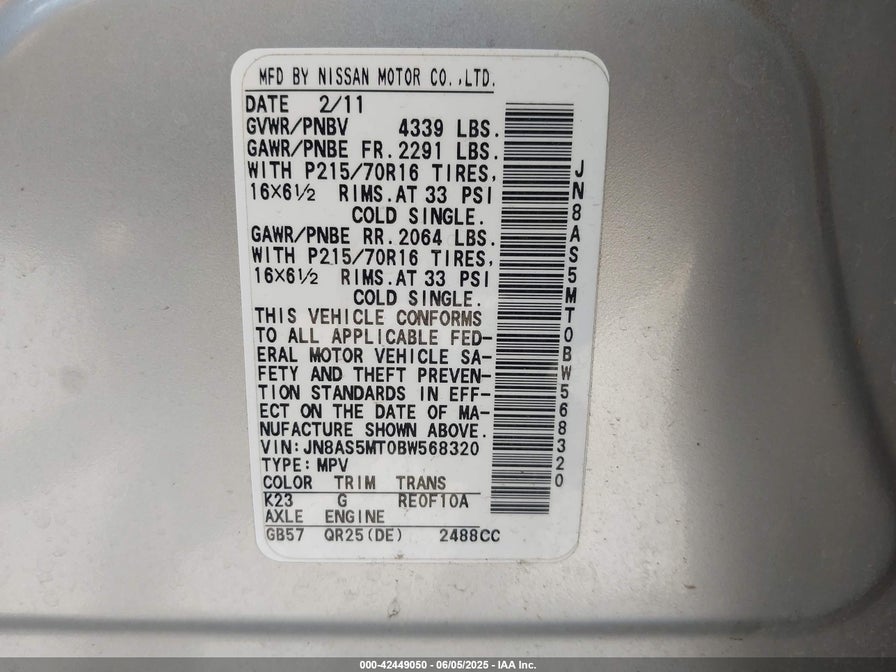 MFD BY NISSAN MOTOR CO.,LTD.
DATE 2/11
GVWR/PNBV 4339 LBS.
GAWR/PNBE FR.2291 LBS.
WITH P215/70R16 TIRES,
16X6½ RIMS.AT 33 PSI
COLD SINGLE.
GAWR/PNBE RR.2064 LBS.
WITH P215/70R16 TIRES,
16X6½ RIMS.AT 33 PSI
COLD SINGLE.
THIS VEHICLE CONFORMS
TO ALL APPLICABLE FED-
ERAL MOTOR VEHICLE SA-
FETY AND THEFT PREVEN-
TION STANDARDS IN EFF-
ECT ON THE DATE OF MA-
NUFACTURE SHOWN ABOVE.
VIN:JN8AS5MT0BW568320
TYPE:MPV
COLOR TRIM TRANS
K23 G RE0F10A
AXLE ENGINE
GB57 QR25(DE) 2488CC
JN8AS5MT0BW568320
000-42449050 - 06/05/2025 - IAA Inc.